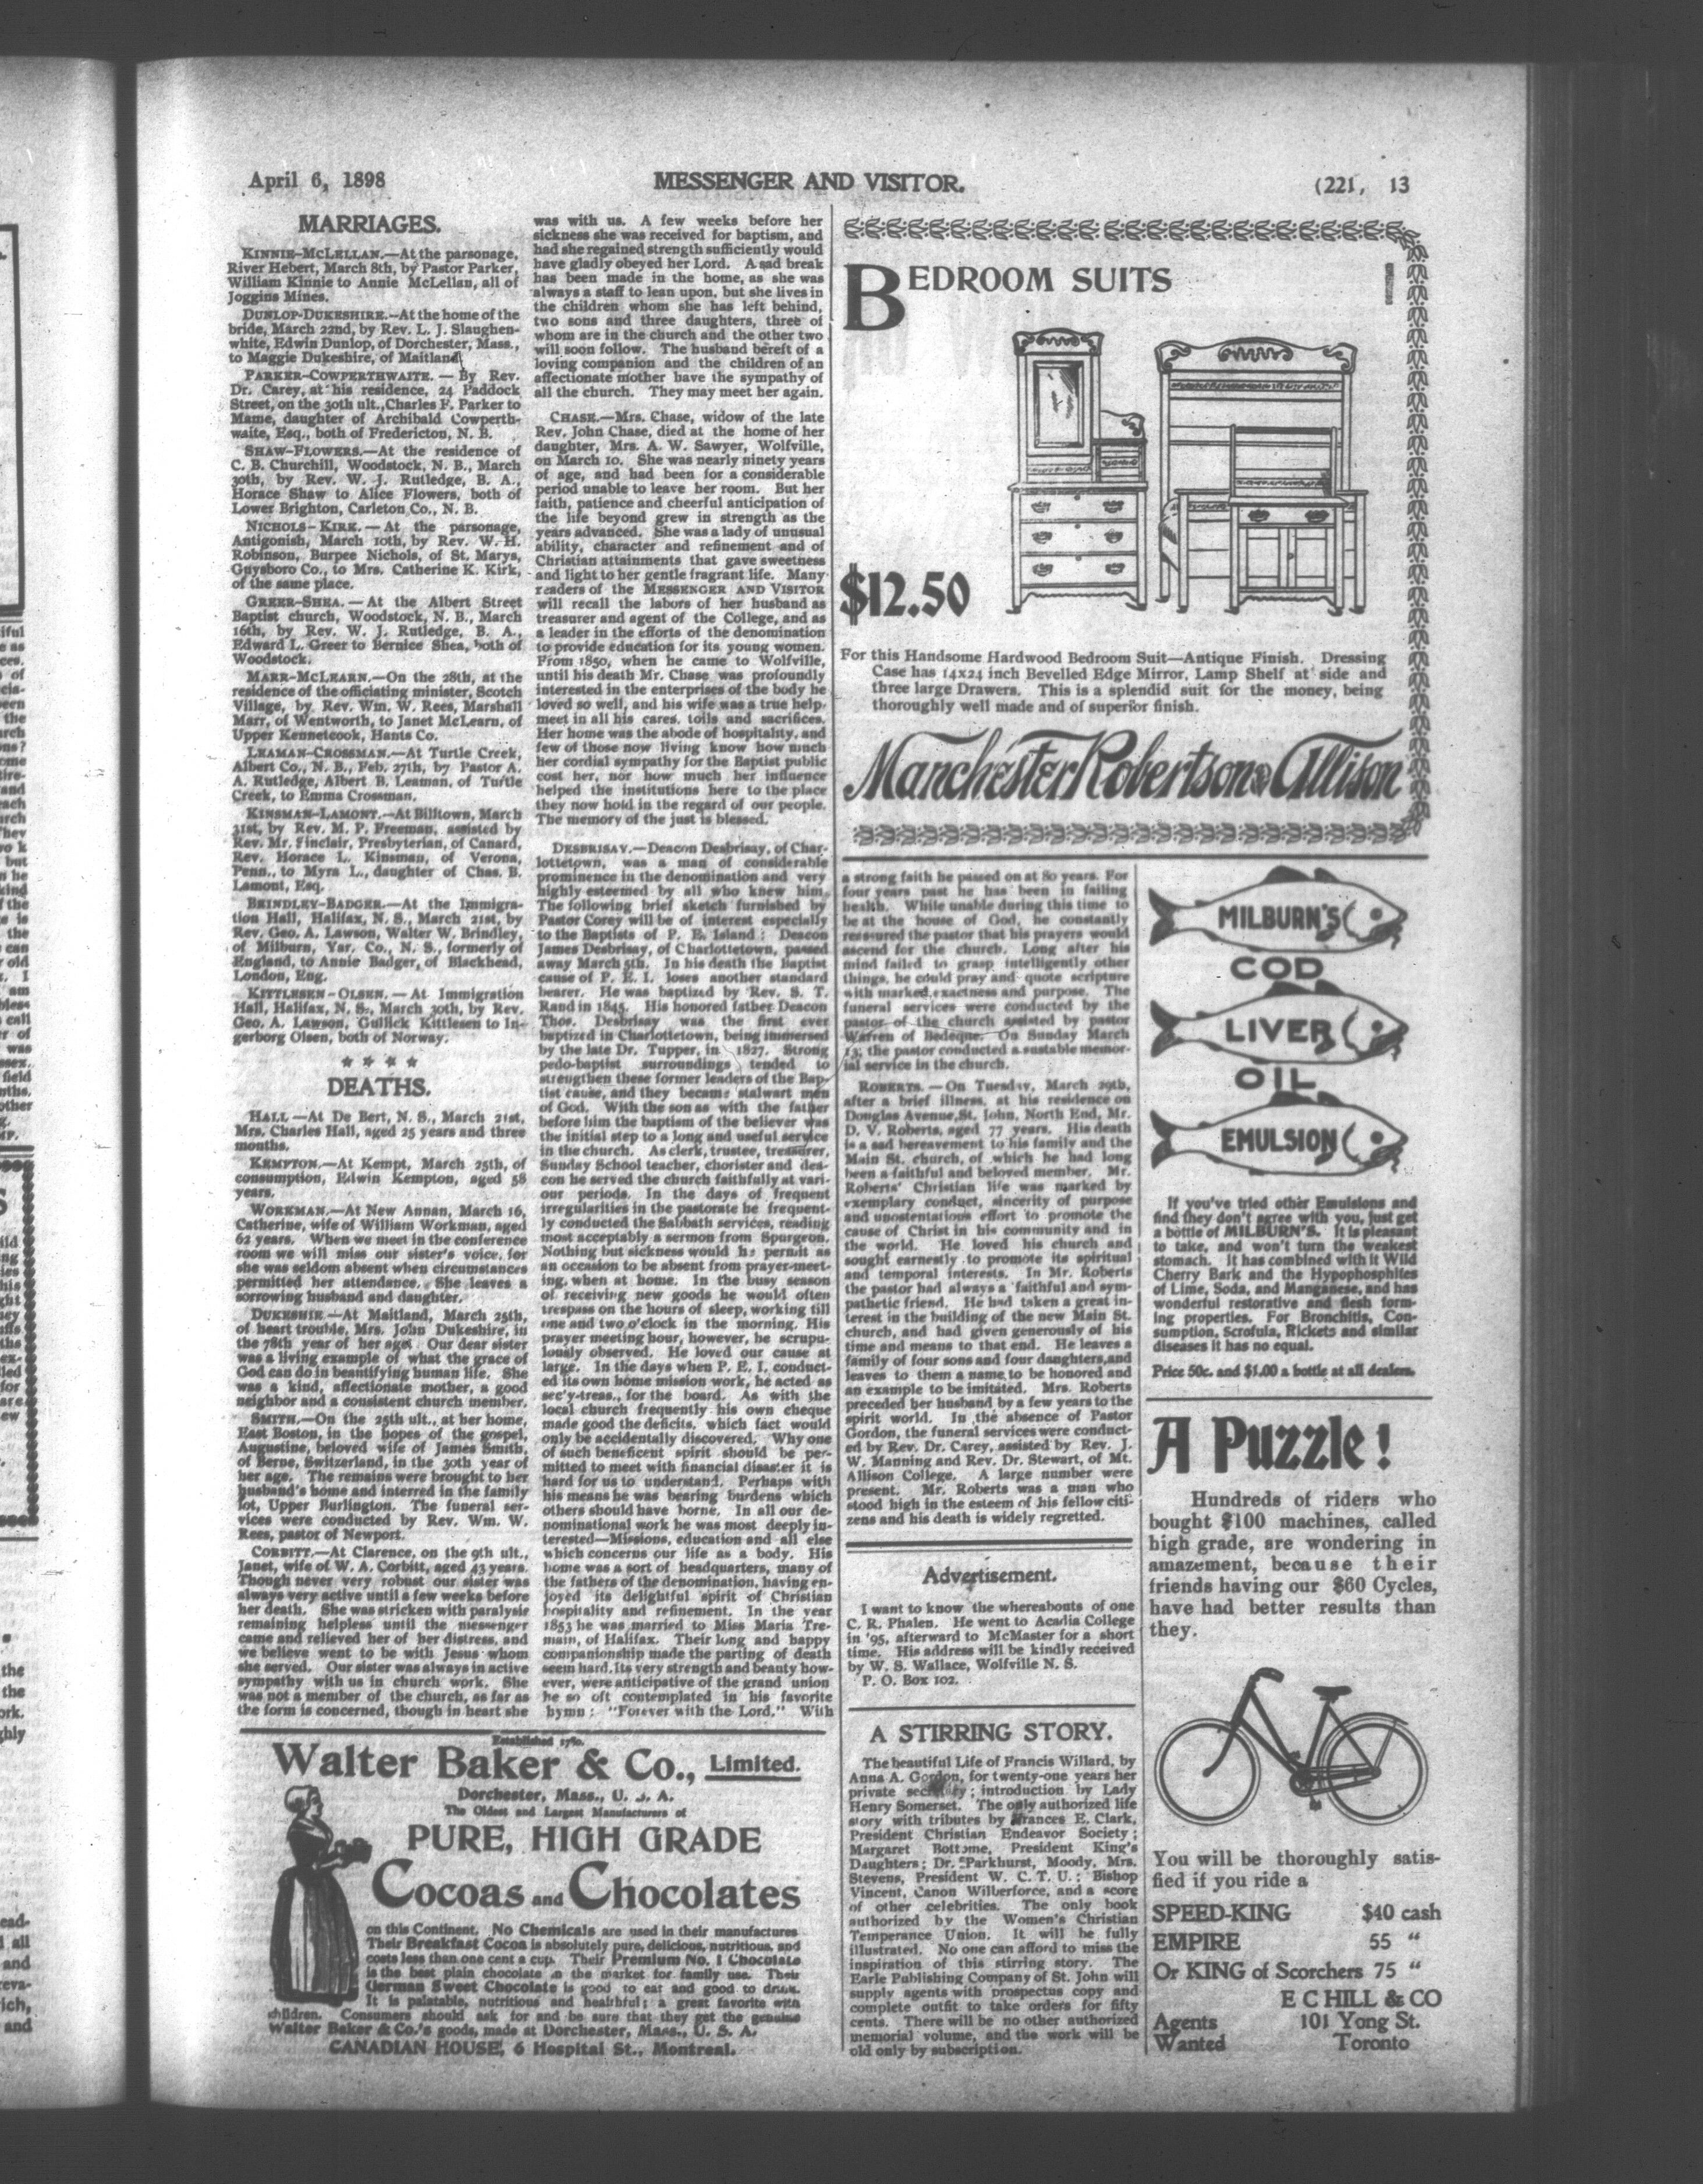 April 6, 1898
MESSENGER AND VISITOR.
(221, 13
MARRIAGES.
KINNIE-MCLELLAN.—At the parsonage,
River Hebert, March 8th, by Pastor Parker,
William Kinnie to Annie McLellan, all of
Joggins Mines.
DUNLOP-DUKESHIRE.—At the home of the
bride, March 22nd, by Rev. L. J. Slaughen-
white, Edwin Dunlop, of Dorchester, Mass.,
to Maggie Dukeshire, of Maitland.
PARKER-COWPERTHWAITE. — By Rev.
Dr. Carey, at his residence, 24 Paddock
Street, on the 30th ult., Charles F. Parker to
Mame, daughter of Archibald Cowperth-
waite, Esq., both of Fredericton, N. B.
SHAW-FLOWERS.—At the residence of
C. B. Churchill, Woodstock, N. B., March
30th, by Rev. W. J. Rutledge, B. A.,
Horace Shaw to Alice Flowers, both of
Lower Brighton, Carleton Co., N. B.
NICHOLS-KIRK. — At the parsonage,
Antigonish, March 10th, by Rev. W. H.
Robinson, Burpee Nichols, of St. Marys,
Guysboro Co., to Mrs. Catherine K. Kirk,
of the same place.
GREER-SHEA. — At the Albert Street
Baptist church, Woodstock, N. B., March
16th, by Rev. W. J. Rutledge, B. A.,
Edward L. Greer to Bernice Shea, both of
Woodstock.
MARR-MCLEARN.—On the 28th, at the
residence of the officiating minister, Scotch
Village, by Rev. Wm. W. Rees, Marshall
Marr, of Wentworth, to Janet McLearn, of
Upper Kennetcook, Hants Co.
LEAMAN-CROSSMAN.—At Turtle Creek,
Albert Co., N. B., Feb. 27th, by Pastor A.
A. Rutledge, Albert B. Leaman, of Turtle
Creek, to Emma Crossman.
KINSMAN-LAMONT.—At Billtown, March
31st, by Rev. M. P. Freeman, assisted by
Rev. Mr. Sinclair, Presbyterian, of Canard,
Rev. Horace L. Kinsman, of Verona,
Penn., to Myra L., daughter of Chas. B.
Lamont, Esq.
BRINDLEY-BADGER.—At the Immigra-
tion Hall, Halifax, N. S., March 21st, by
Rev. Geo. A. Lawson, Walter W. Brindley,
of Milburn, Yar. Co., N. S., formerly of
England, to Annie Badger, of Blackhead,
London, Eng.
KITTLESEN-OLSEN. — At Immigration
Hall, Halifax, N. S., March 30th, by Rev.
Geo. A. Lawson, Gullick Kittlesen to In-
gerborg Olsen, both of Norway.
* * * *
DEATHS.
HALL—At De Bert, N. S., March 21st,
Mrs. Charles Hall, aged 25 years and three
months.
KEMPTON.—At Kempt, March 25th, of
consumption, Edwin Kempton, aged 58
years.
WORKMAN.—At New Annan, March 16,
Catherine, wife of William Workman, aged
62 years. When we meet in the conference
room we will miss our sister's voice, for
she was seldom absent when circumstances
permitted her attendance. She leaves a
sorrowing husband and daughter.
DUKESHIE—At Maitland, March 25th,
of heart trouble, Mrs. John Dukeshire, in
the 78th year of her age. Our dear sister
was a living example of what the grace of
God can do in beautifying human life. She
was a kind, affectionate mother, a good
neighbor and a consistent church member.
SMITH.—On the 25th ult., at her home,
East Boston, in the hopes of the gospel,
Augustine, beloved wife of James Smith,
of Berne, Switzerland, in the 30th year of
her age. The remains were brought to her
husband's home and interred in the family
lot, Upper Burlington. The funeral ser-
vices were conducted by Rev. Wm. W.
Rees, pastor of Newport.
CORBITT.—At Clarence, on the 9th ult.,
Janet, wife of W. A. Corbitt, aged 43 years.
Though never very robust our sister was
always very active until a few weeks before
her death. She was stricken with paralysis
remaining helpless until the messenger
came and relieved her of her distress, and
we believe went to be with Jesus whom
she served. Our sister was always in active
sympathy with us in church work. She
was not a member of the church, as far as
the form is concerned, though in heart she
was with us. A few weeks before her
sickness she was received for baptism, and
had she regained strength sufficiently would
have gladly obeyed her Lord. A sad break
has been made in the home, as she was
always a staff to lean upon, but she lives in
the children whom she has left behind,
two sons and three daughters, three of
whom are in the church and the other two
will soon follow. The husband bereft of a
loving companion and the children of an
affectionate mother have the sympathy of
all the church. They may meet her again.
CHASE.—Mrs. Chase, widow of the late
Rev. John Chase, died at the home of her
daughter, Mrs. A. W. Sawyer, Wolfville,
on March 10. She was nearly ninety years
of age, and had been for a considerable
period unable to leave her room. But her
faith, patience and cheerful anticipation of
the life beyond grew in strength as the
years advanced. She was a lady of unusual
ability, character and refinement and of
Christian attainments that gave sweetness
and light to her gentle fragrant life. Many
readers of the MESSENGER AND VISITOR
will recall the labors of her husband as
treasurer and agent of the College, and as
a leader in the efforts of the denomination
to provide education for its young women.
From 1850, when he came to Wolfville,
until his death Mr. Chase was profoundly
interested in the enterprises of the body he
loved so well, and his wife was a true help-
meet in all his cares, toils and sacrifices.
Her home was the abode of hospitality, and
few of those now living know how much
her cordial sympathy for the Baptist public
cost her, nor how much her influence
helped the institutions here to the place
they now hold in the regard of our people.
The memory of the just is blessed.
DESBRISAY.—Deacon Desbrisay, of Char-
lottetown, was a man of considerable
prominence in the denomination and very
highly esteemed by all who knew him.
The following brief sketch furnished by
Pastor Corey will be of interest especially
to the Baptists of P. E. Island: Deacon
James Desbrisay, of Charlottetown, passed
away March 5th. In his death the Baptist
cause of P. E. I. loses another standard
bearer. He was baptized by Rev. S. T.
Rand in 1845. His honored father Deacon
Thos. Desbrisay was the first ever
baptized in Charlottetown, being immersed
by the late Dr. Tupper, in 1827. Strong
pedo-baptist surroundings tended to
strengthen these former leaders of the Bap-
tist cause, and they became stalwart men
of God. With the son as with the father
before him the baptism of the believer was
the initial step to a long and useful service
in the church. As clerk, trustee, treasurer,
Sunday School teacher, chorister and dea-
con he served the church faithfully at vari-
our periods. In the days of frequent
irregularities in the pastorate he frequent-
ly conducted the Sabbath services, reading
most acceptably a sermon from Spurgeon.
Nothing but sickness would he permit as
an occasion to be absent from prayer-meet-
ing, when at home. In the busy season
of receiving new goods he would often
trespass on the hours of sleep, working till
one and two o'clock in the morning. His
prayer meeting hour, however, he scrupu-
lously observed. He loved our cause at
large. In the days when P. E. I. conduct-
ed its own home mission work, he acted as
sec'y-treas., for the board. As with the
local church frequently his own cheque
made good the deficits, which fact would
only be accidentally discovered. Why one
of such beneficent spirit should be per-
mitted to meet with financial disaster it is
hard for us to understand. Perhaps with
his means he was bearing burdens which
others should have borne. In all our de-
nominational work he was most deeply in-
terested—Missions, education and all else
which concerns our life as a body. His
home was a sort of headquarters, many of
the fathers of the denomination, having en-
joyed its delightful spirit of Christian
hospitality and refinement. In the year
1853 he was married to Miss Maria Tre-
main, of Halifax. Their long and happy
companionship made the parting of death
seem hard. Its very strength and beauty how-
ever, were anticipative of the grand union
he so oft contemplated in his favorite
hymn: "Forever with the Lord." With
a strong faith he passed on at 80 years. For
four years past he has been in failing
health. While unable during this time to
be at the house of God, he constantly
reassured the pastor that his prayers would
ascend for the church. Long after his
mind failed to grasp intelligently other
things, he could pray and quote scripture
with marked exactness and purpose. The
funeral services were conducted by the
pastor of the church assisted by pastor
Warren of Bedeque. On Sunday March
13, the pastor conducted a sustable memor-
ial service in the church.
ROBERTS.—On Tuesday, March 29th,
after a brief illness, at his residence on
Douglas Avenue, St. John, North End, Mr.
D. V. Roberts, aged 77 years. His death
is a sad bereavement to his family and the
Main St. church, of which he had long
been a faithful and beloved member. Mr.
Roberts' Christian life was marked by
exemplary conduct, sincerity of purpose
and unostentatious effort to promote the
cause of Christ in his community and in
the world. He loved his church and
sought earnestly to promote its spiritual
and temporal interests. In Mr. Roberts
the pastor had always a faithful and sym-
pathetic friend. He had taken a great in-
terest in the building of the new Main St.
church, and had given generously of his
time and means to that end. He leaves a
family of four sons and four daughters, and
leaves to them a name to be honored and
an example to be imitated. Mrs. Roberts
preceded her husband by a few years to the
spirit world. In the absence of Pastor
Gordon, the funeral services were conduct-
ed by Rev. Dr. Carey, assisted by Rev. J.
W. Manning and Rev. Dr. Stewart, of Mt.
Allison College. A large number were
present. Mr. Roberts was a man who
stood high in the esteem of his fellow citi-
zens and his death is widely regretted.
Advertisement.
I want to know the whereabouts of one
C. R. Phalen. He went to Acadia College
in '95, afterward to McMaster for a short
time. His address will be kindly received
by W. S. Wallace, Wolfville N. S.
P. O. Box 102.
A STIRRING STORY.
The beautiful Life of Francis Willard, by
Anna A. Gordon, for twenty-one years her
private secretary; introduction by Lady
Henry Somerset. The only authorized life
story with tributes by Frances E. Clark,
President Christian Endeavor Society;
Margaret Bottome, President King's
Daughters; Dr. Parkhurst, Moody, Mrs.
Stevens, President W. C. T. U.; Bishop
Vincent, Canon Wilberforce, and a score
of other celebrities. The only book
authorized by the Women's Christian
Temperance Union. It will be fully
illustrated. No one can afford to miss the
inspiration of this stirring story. The
Earle Publishing Company of St. John will
supply agents with prospectus copy and
complete outfit to take orders for fifty
cents. There will be no other authorized
memorial volume, and the work will be
old only by subscription.
BEDROOM SUITS
$12.50
For this Handsome Hardwood Bedroom Suit—Antique Finish. Dressing
Case has 14x24 inch Bevelled Edge Mirror, Lamp Shelf at side and
three large Drawers. This is a splendid suit for the money, being
thoroughly well made and of superior finish.
Manchester Robertson & Allison
MILBURN'S
COD
LIVER
OIL
EMULSION
If you've tried other Emulsions and
find they don't agree with you, just get
a bottle of MILBURN'S. It is pleasant
to take, and won't turn the weakest
stomach. It has combined with it Wild
Cherry Bark and the Hypophosphites
of Lime, Soda, and Manganese, and has
wonderful restorative and flesh form-
ing properties. For Bronchitis, Con-
sumption, Scrofula, Rickets and similar
diseases it has no equal.
Price 50c. and $1.00 a bottle at all dealers.
A Puzzle!
Hundreds of riders who
bought $100 machines, called
high grade, are wondering in
amazement, because their
friends having our $60 Cycles,
have had better results than
they.
You will be thoroughly satis-
fied if you ride a
SPEED-KING $40 cash
EMPIRE 55 "
Or KING of Scorchers 75 "
E C HILL & CO
Agents 101 Yong St.
Wanted Toronto
Established 1780.
Walter Baker & Co., Limited.
Dorchester, Mass., U. S. A.
The Oldest and Largest Manufacturers of
PURE, HIGH GRADE
Cocoas and Chocolates
on this Continent. No Chemicals are used in their manufactures
Their Breakfast Cocoa is absolutely pure, delicious, nutritious, and
costs less than one cent a cup. Their Premium No. 1 Chocolate
is the best plain chocolate in the market for family use. Their
German Sweet Chocolate is good to eat and good to drink.
It is palatable, nutritious and healthful; a great favorite with
children. Consumers should ask for and be sure that they get the genuine
Walter Baker & Co.'s goods, made at Dorchester, Mass., U. S. A.
CANADIAN HOUSE, 6 Hospital St., Montreal.